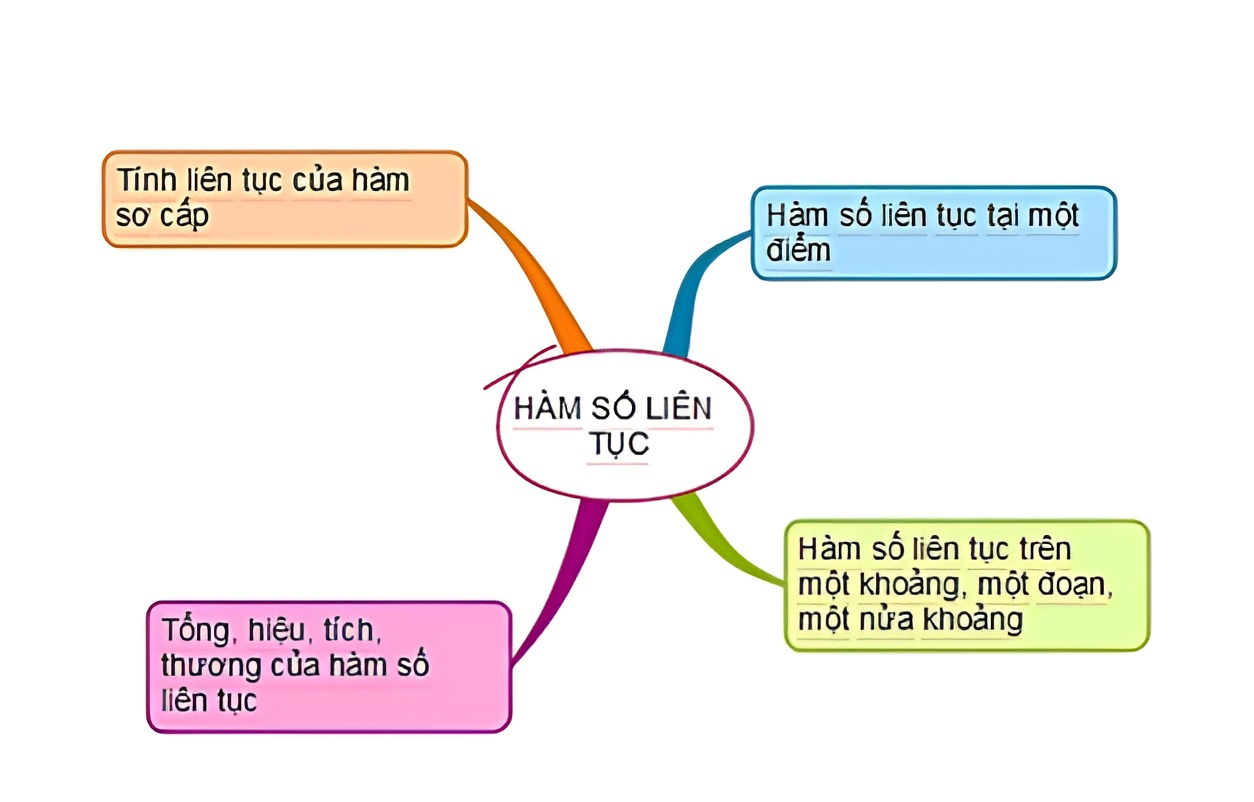 Tính liên tục của hàm
sơ cấp
Hàm số liên tục tại một
điểm
HÀM SỐ LIÊN
TỤC
Hàm số liên tục trên
một khoảng, một đoạn,
một nửa khoảng
Tổng, hiệu, tích,
thương của hàm số
liên tục